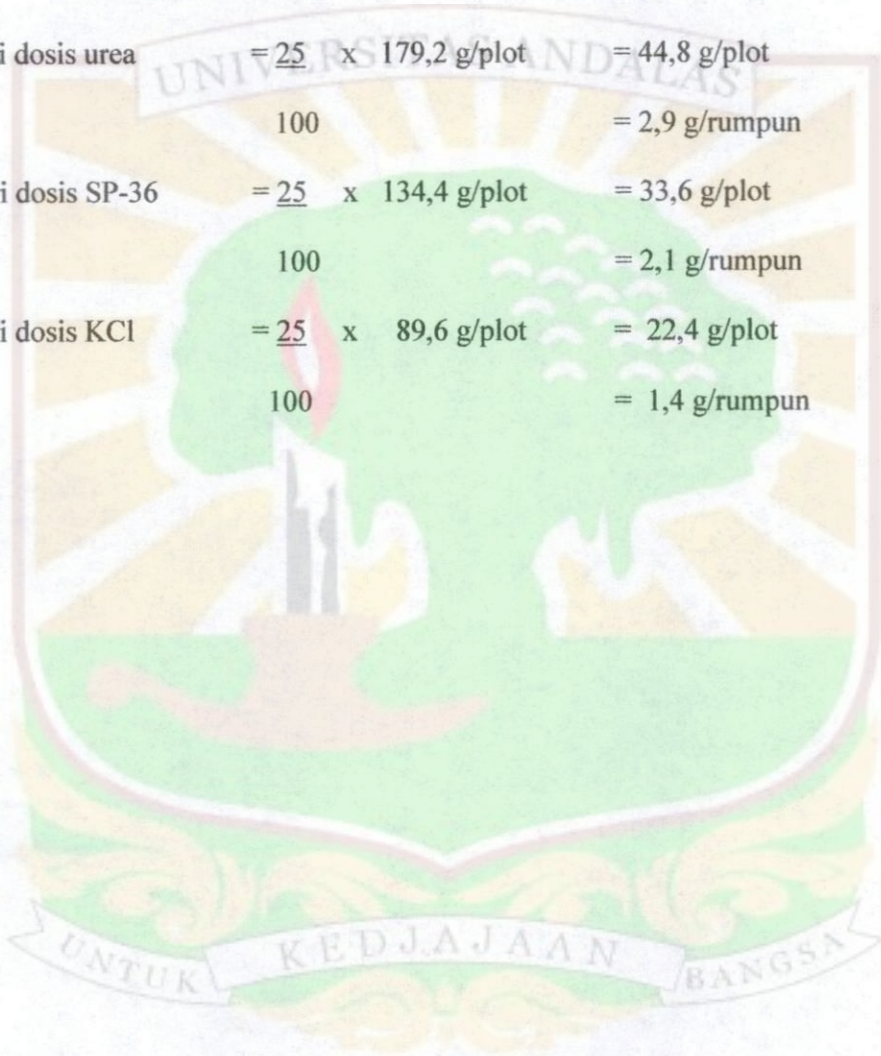 UNIVERSITAS ANDALAS
i dosis urea = 25 x 179,2 g/plot = 44,8 g/plot
100 = 2,9 g/rumpun
i dosis SP-36 = 25 x 134,4 g/plot = 33,6 g/plot
100 = 2,1 g/rumpun
i dosis KCl = 25 x 89,6 g/plot = 22,4 g/plot
100 = 1,4 g/rumpun
UNTUK KEDJAJAAN BANGSA